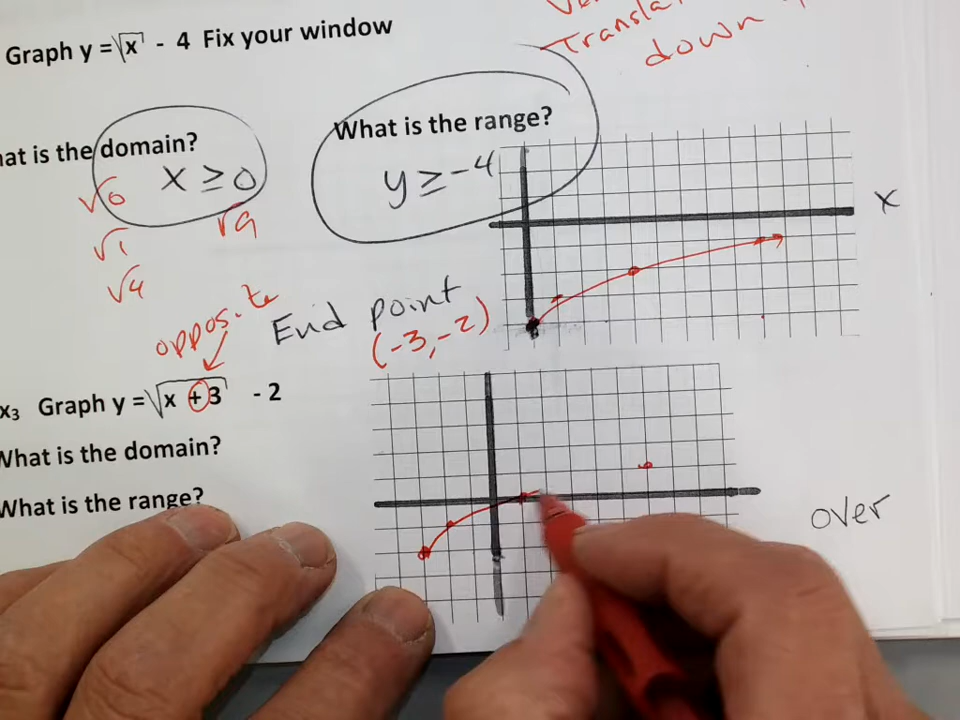 Graph y = √x - 4 Fix your window
down
What is the range?
at is the domain?
x ≥ 0
y ≥ -4
√0
√9
√1
√4
x
opposite
End point
(-3,-2)
x₃ Graph y = √x + 3 - 2
What is the domain?
What is the range?
over